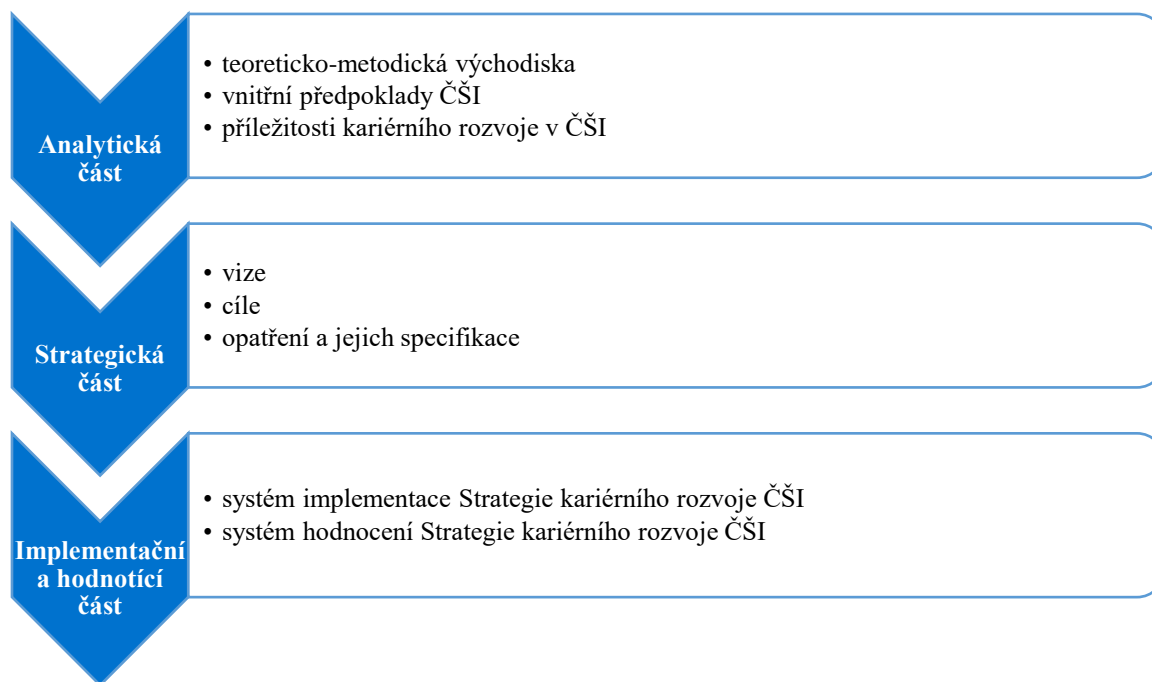 Analytická
část
• teoreticko-metodická východiska
• vnitřní předpoklady ČŠI
• příležitosti kariérního rozvoje v ČŠI
Strategická
část
• vize
• cíle
• opatření a jejich specifikace
Implementační
a hodnotící
část
• systém implementace Strategie kariérního rozvoje ČŠI
• systém hodnocení Strategie kariérního rozvoje ČŠI